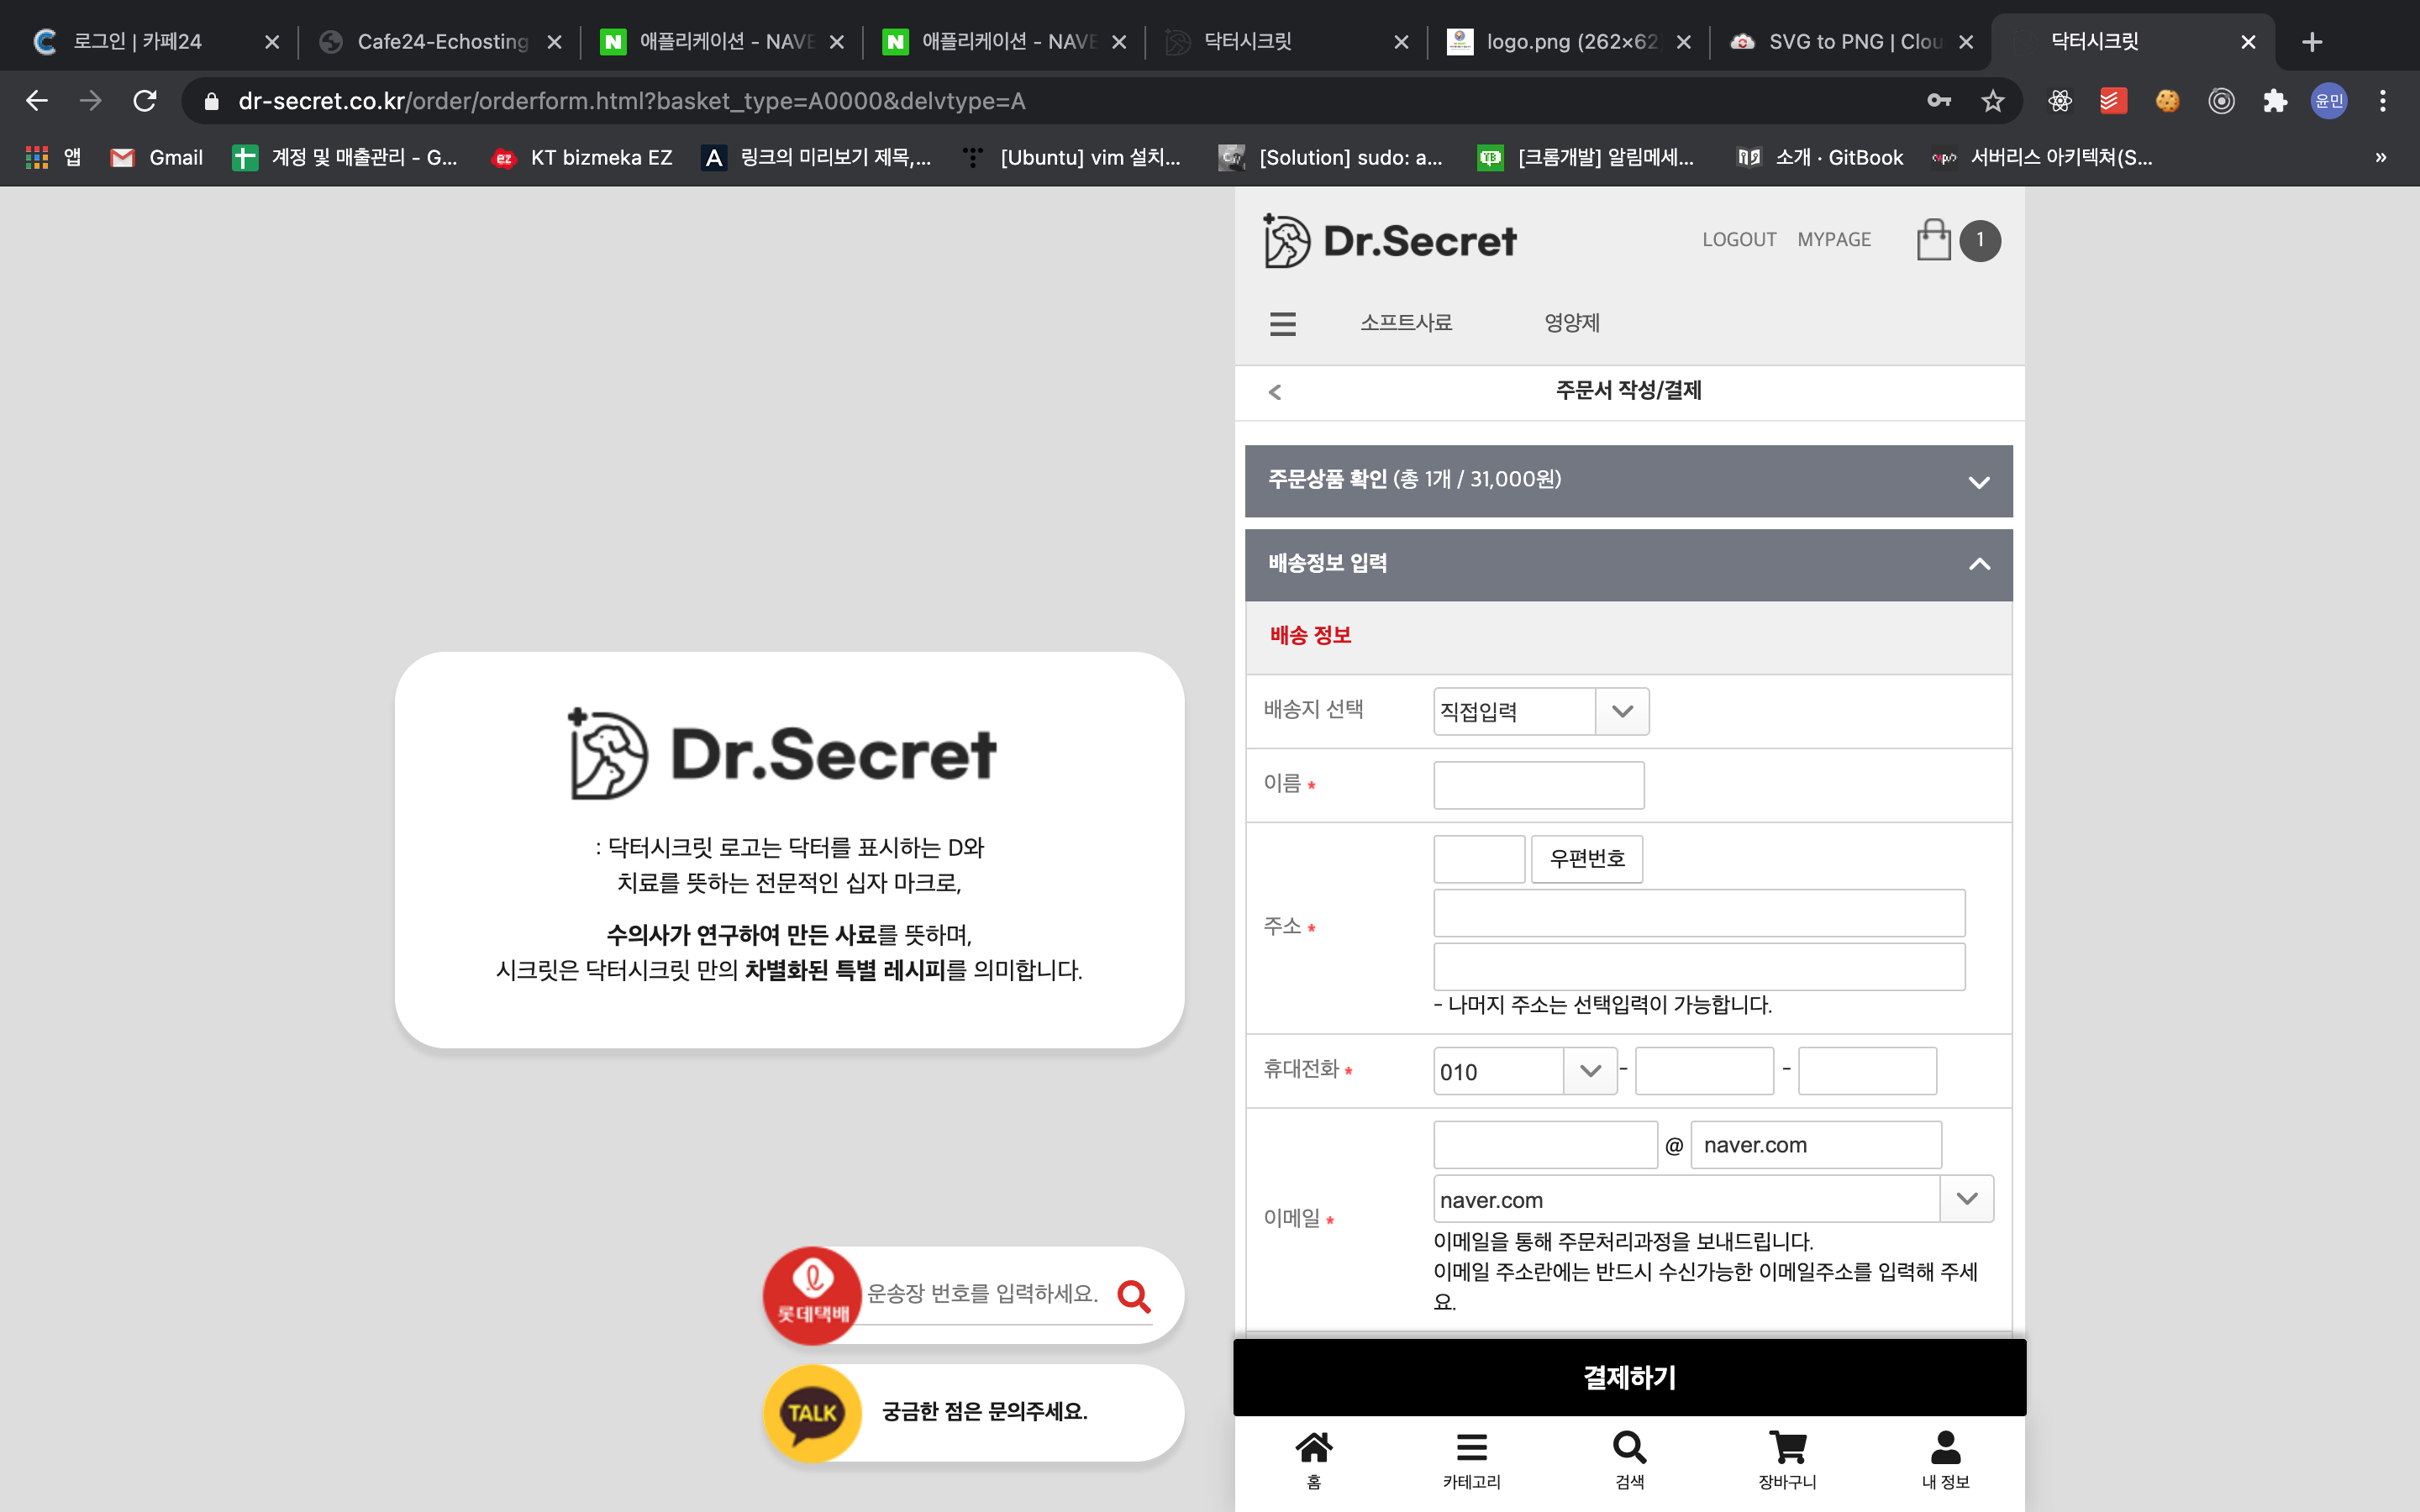 로그인 | 카페24
Cafe24-Echosting
애플리케이션 - NAVE
애플리케이션 - NAVE
닥터시크릿
logo.png (262×62
SVG to PNG | Clou
닥터시크릿
dr-secret.co.kr/order/orderform.html?basket_type=A0000&delvtype=A
윤민
앱
Gmail
계정 및 매출관리 - G...
ez
KT bizmeka EZ
A
링크의 미리보기 제목,...
[Ubuntu] vim 설치...
[Solution] sudo: a...
[크롬개발] 알림메세...
소개 · GitBook
서버리스 아키텍쳐(S...
»
Dr.Secret
LOGOUT
MYPAGE
1
소프트사료
영양제
주문서 작성/결제
주문상품 확인 (총 1개 / 31,000원)
배송정보 입력
배송 정보
배송지 선택
직접입력
이름 *
주소 *
우편번호
- 나머지 주소는 선택입력이 가능합니다.
휴대전화 *
010
-
-
이메일 *
@
naver.com
naver.com
이메일을 통해 주문처리과정을 보내드립니다.
이메일 주소란에는 반드시 수신가능한 이메일주소를 입력해 주세
요.
결제하기
홈
카테고리
검색
장바구니
내 정보
Dr.Secret
: 닥터시크릿 로고는 닥터를 표시하는 D와
치료를 뜻하는 전문적인 십자 마크로,
수의사가 연구하여 만든 사료를 뜻하며,
시크릿은 닥터시크릿 만의 차별화된 특별 레시피를 의미합니다.
롯데택배
운송장 번호를 입력하세요.
TALK
궁금한 점은 문의주세요.